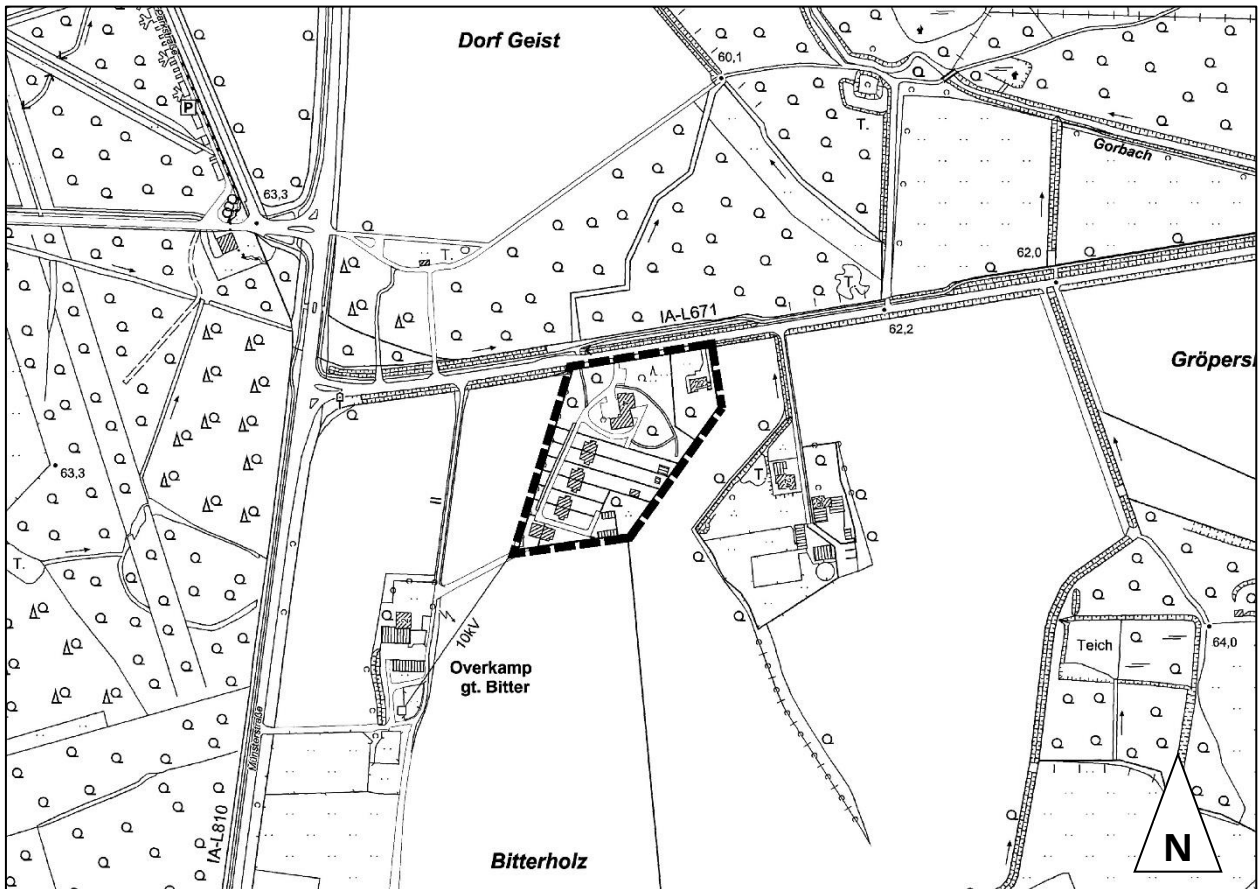 Dorf Geist
60,1
P
T.
Gorbach
63,3
T.
62,0
T
IA-L671
62,2
Gröpers
63,3
T
T.
10kV
Teich
64,0
Overkamp
gt. Bitter
Münsterstraße
IA-L810
Bitterholz
N